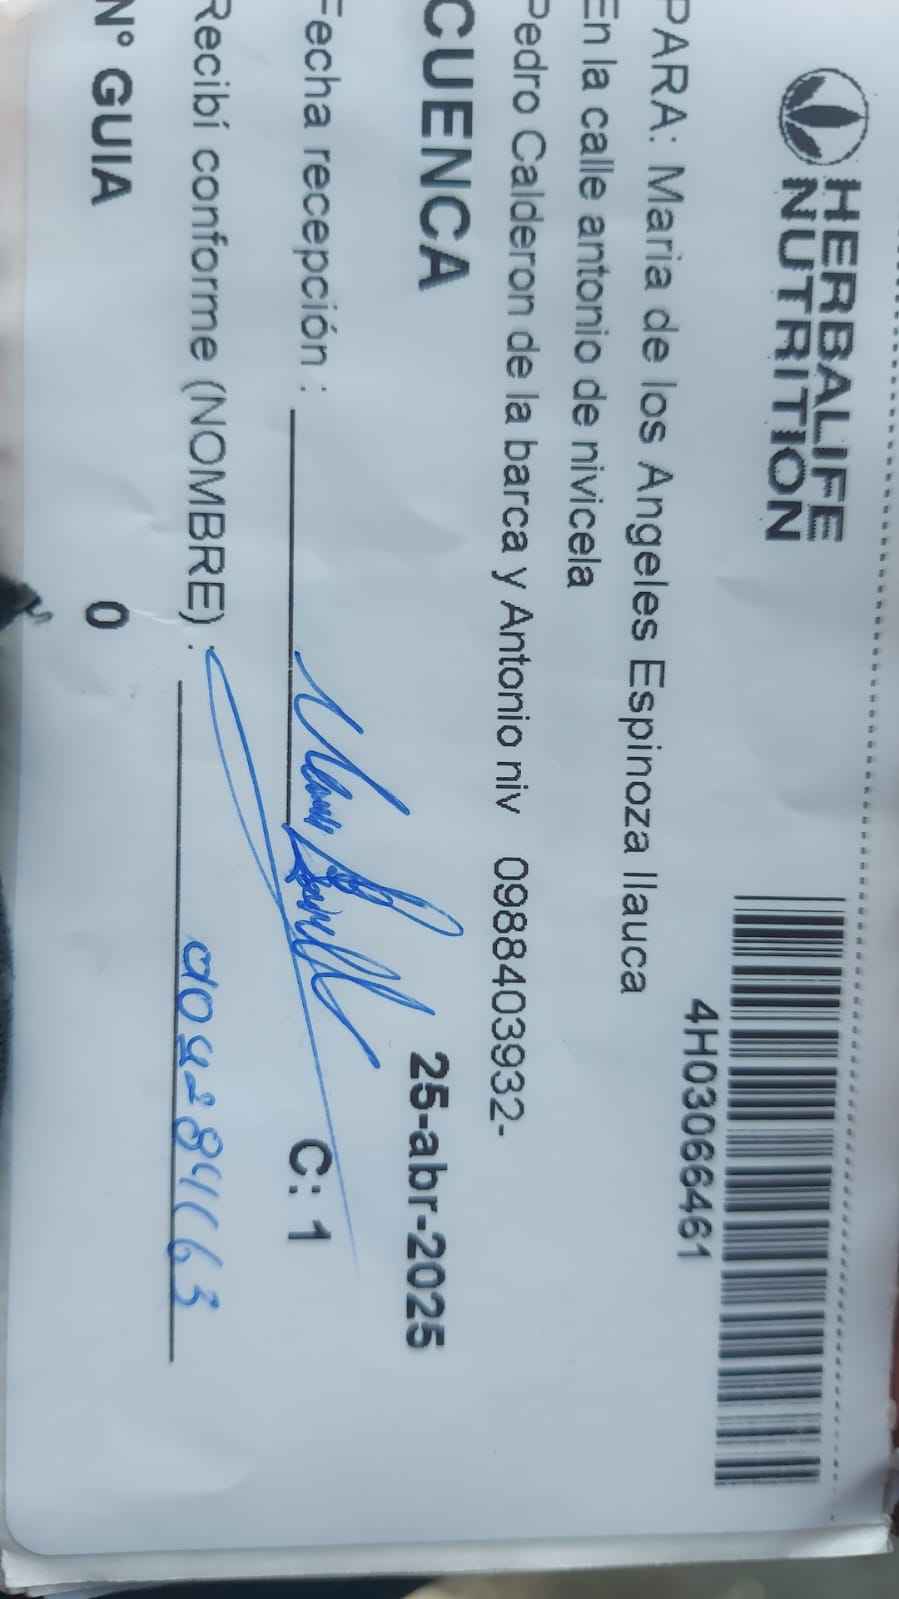 HERBALIFE
NUTRITION
4H03066461
PARA: Maria de los Angeles Espinoza llauca
En la calle antonio de nivicela
Pedro Calderon de la barca y Antonio niv 0988403932-
CUENCA 25-abr-2025
Fecha recepción :
C: 1
Recibí conforme (NOMBRE) :
N° GUIA 0